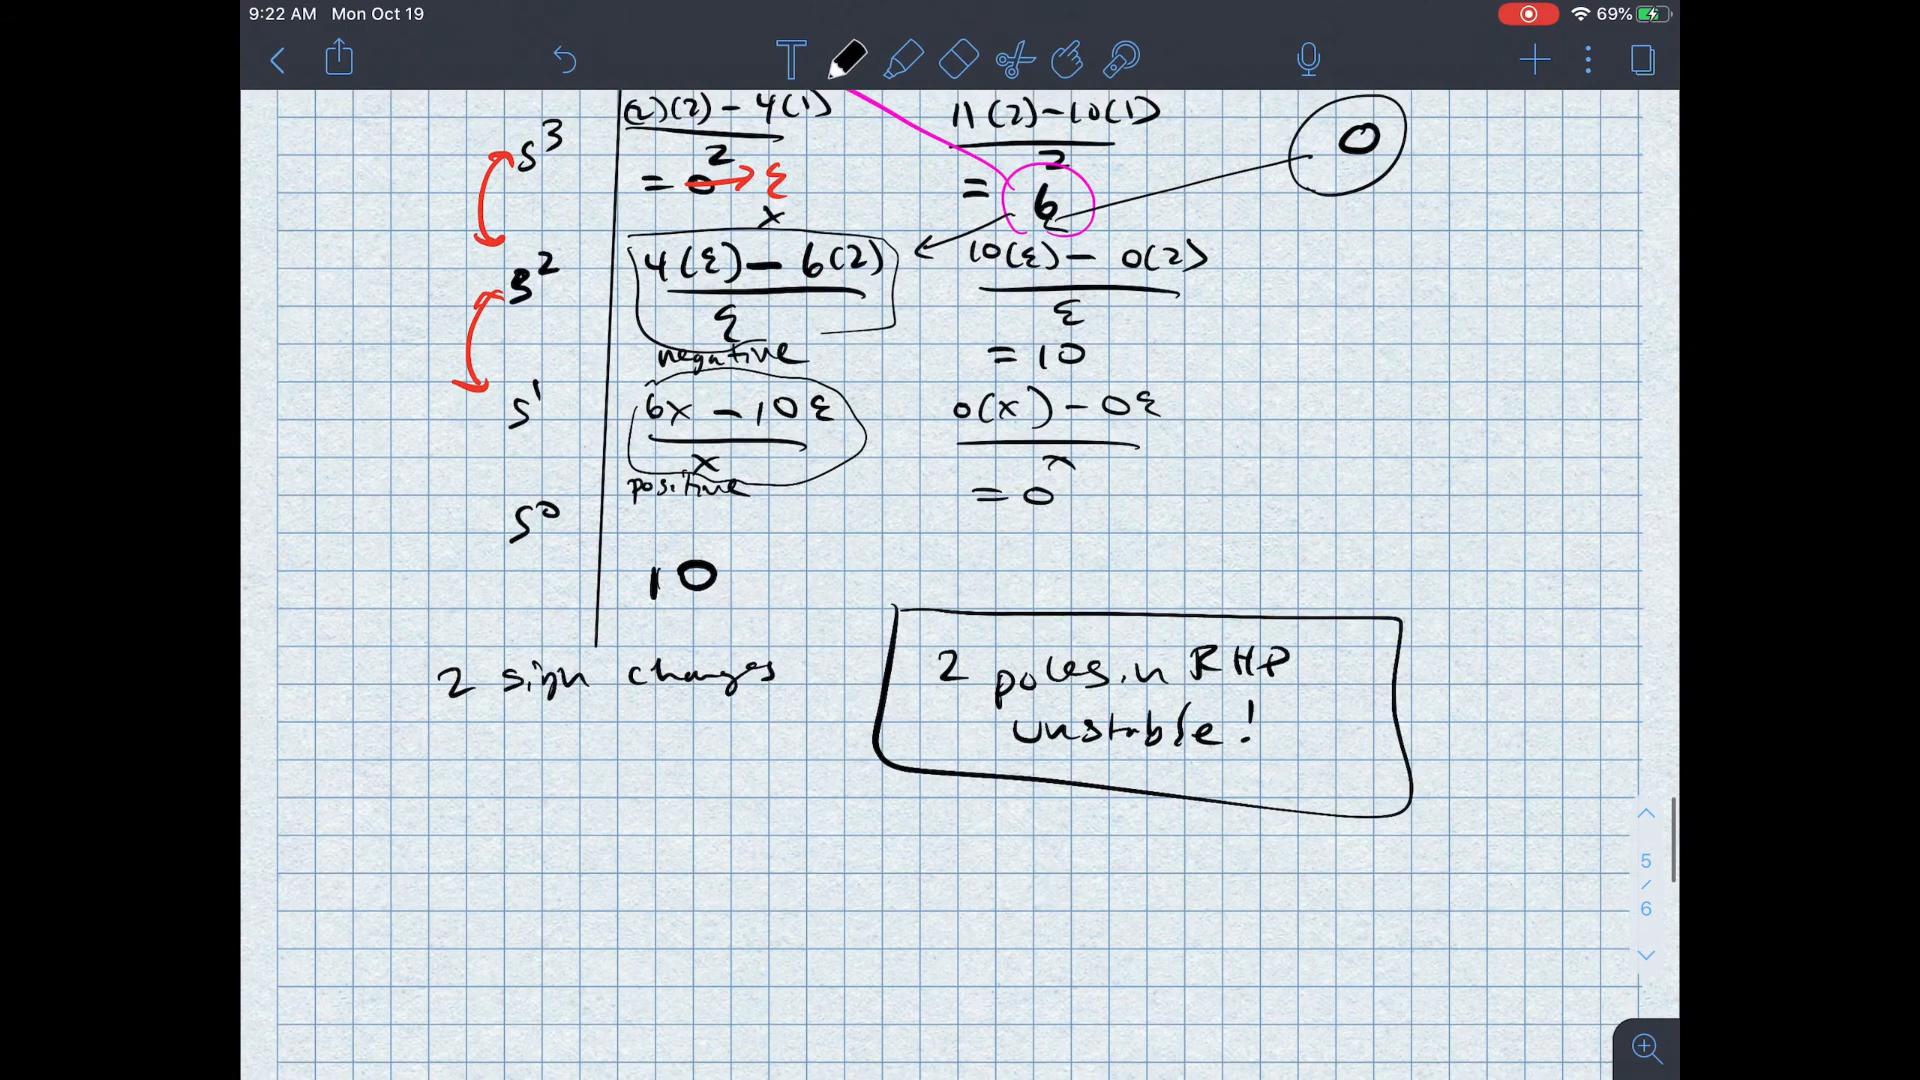 9:22 AM Mon Oct 19 69%
T
(2)(2) - 4(1) 11(2)-10(1)
s³ 2 2 0
= 0 → ε = 6
x
s² 4(ε) - 6(2) 10(ε) - 0(2)
ε ε
negative = 10
s¹ 6x - 10ε 0(x) - 0ε
x x
positive = 0
s⁰
10
2 sign changes 2 poles in RHP
unstable!
5
/
6